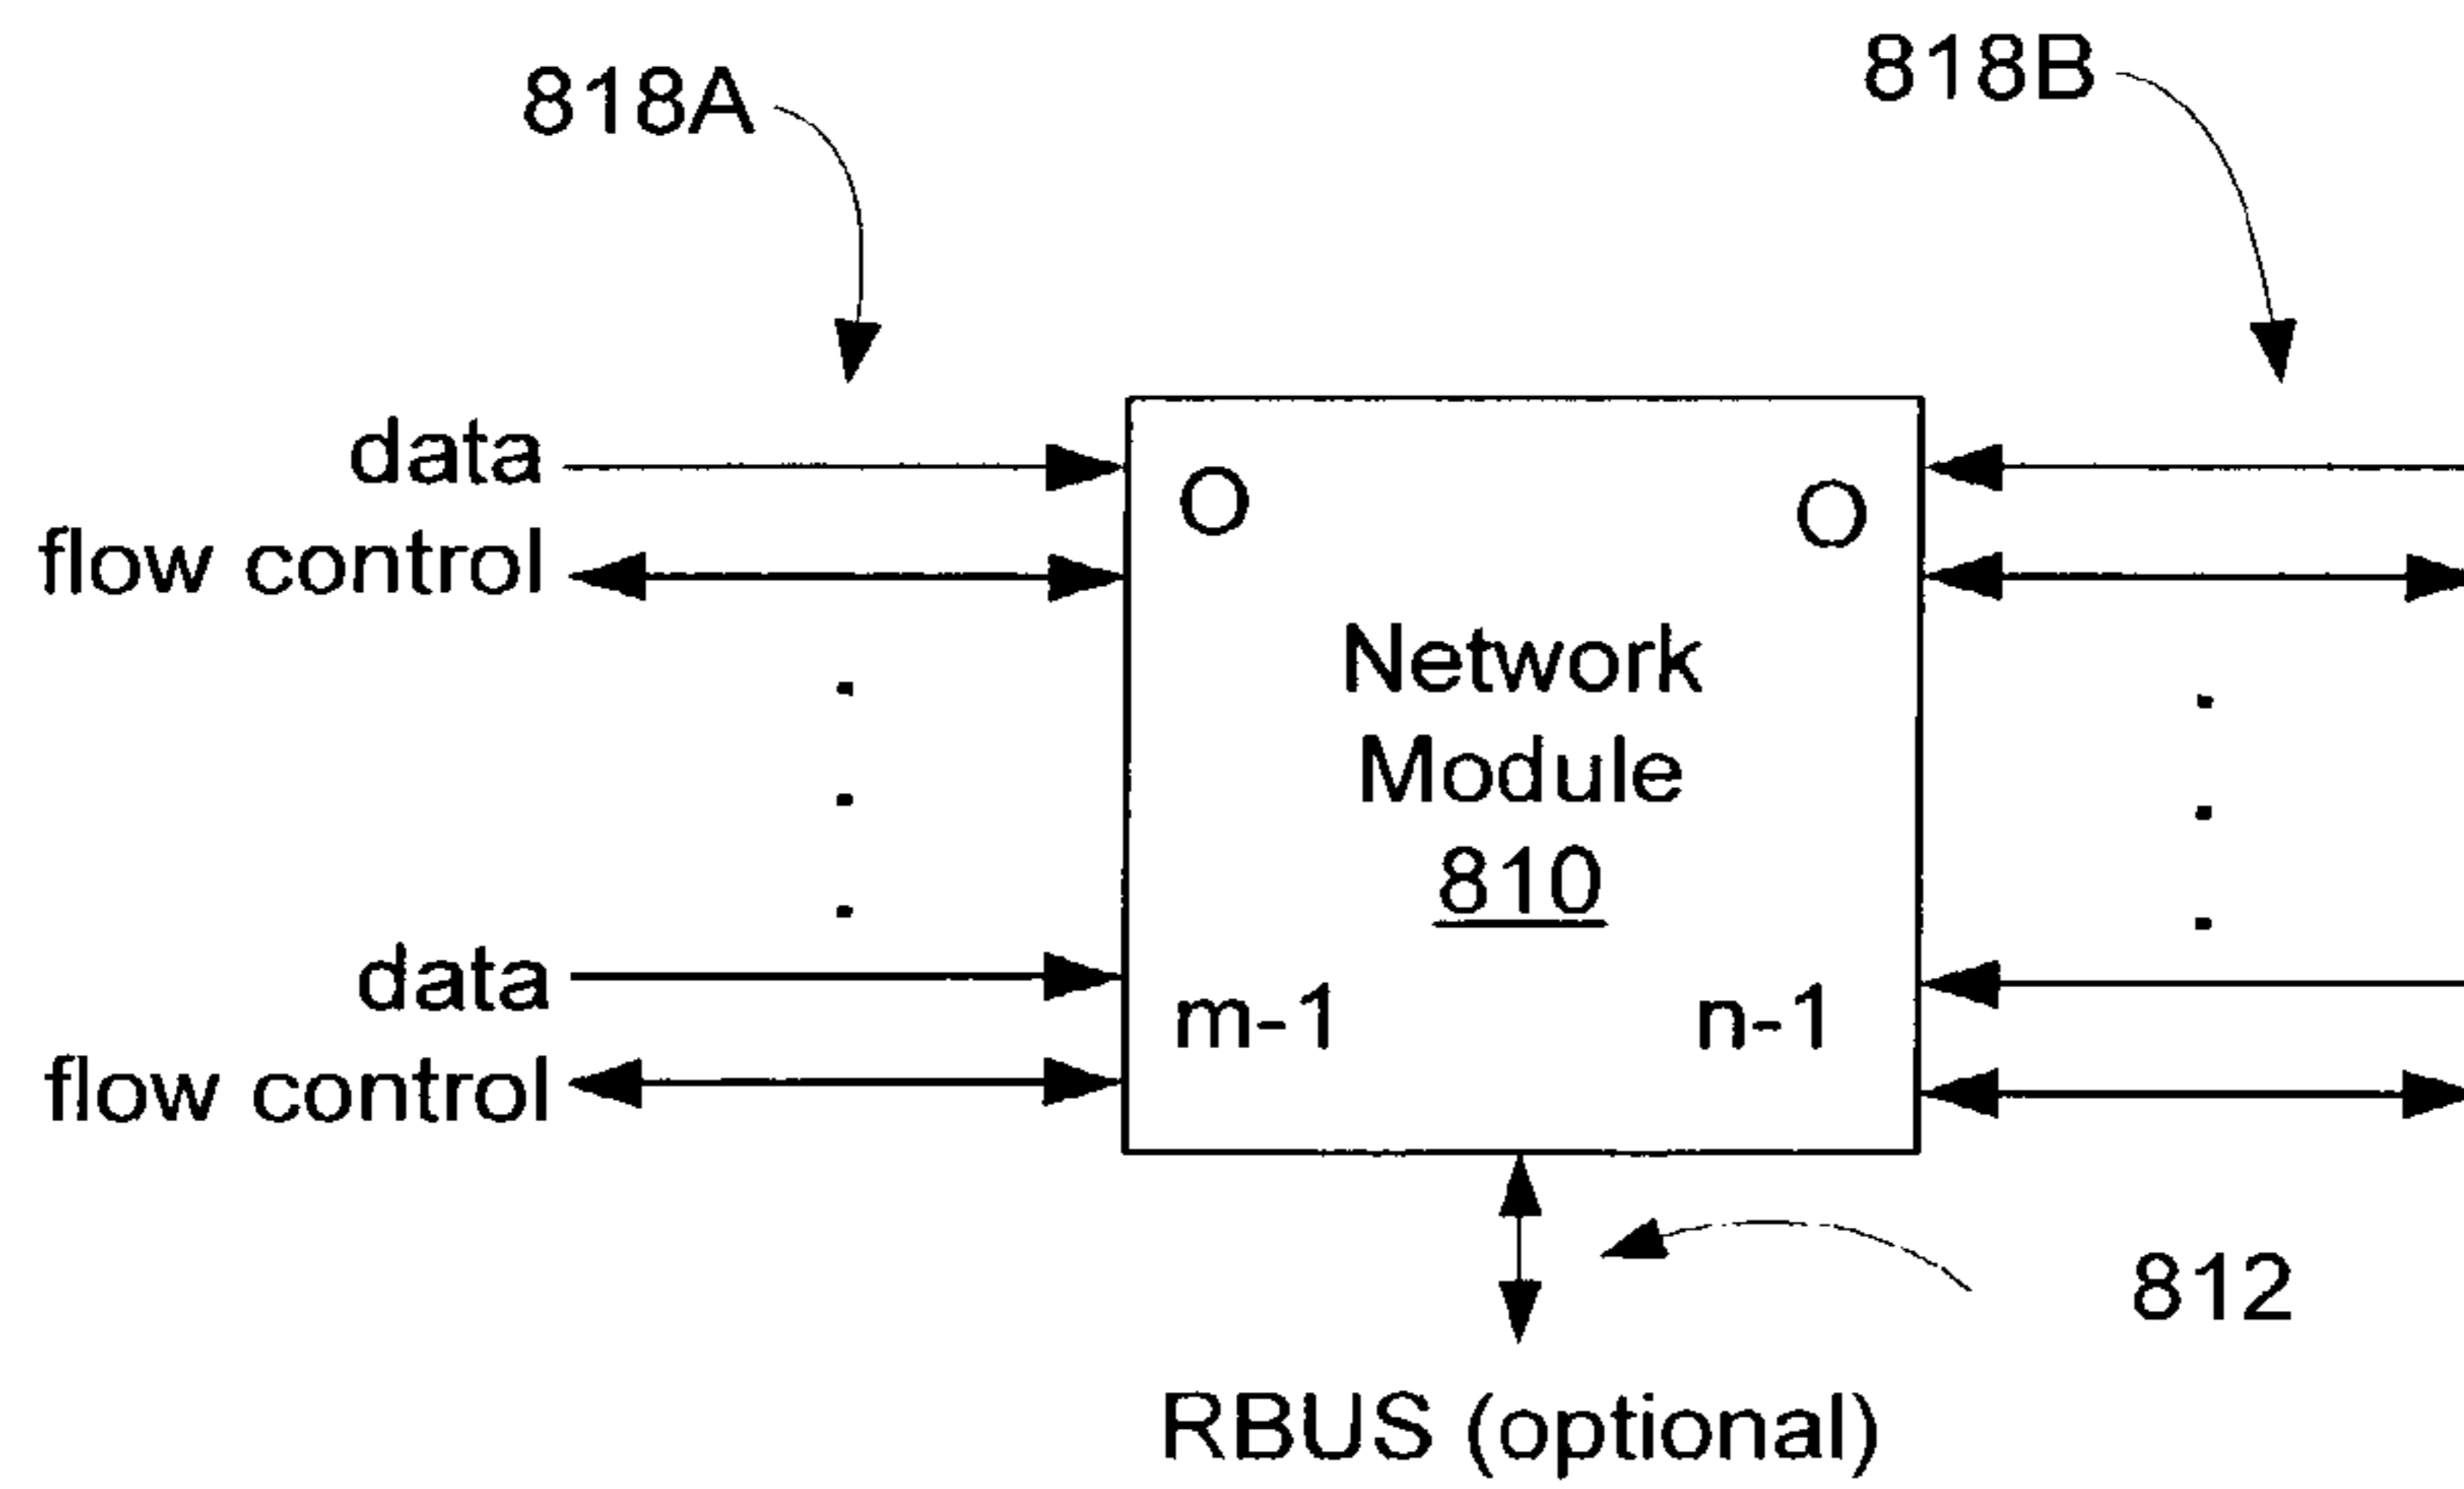 818A
818B
data
flow control
O
O
Network
Module
810
data
flow control
m-1
n-1
812
RBUS (optional)